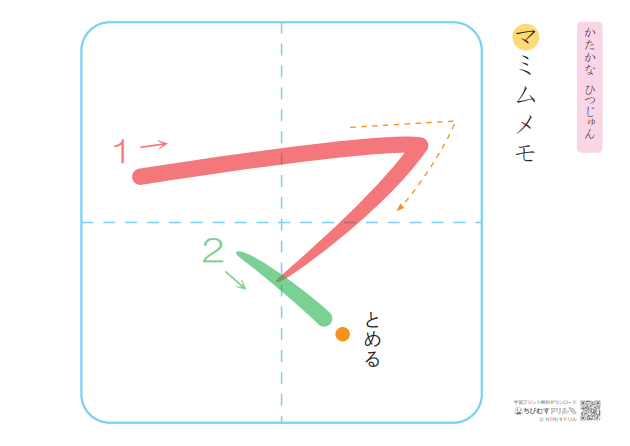 かたかな ひつじゅん
マミムメモ
マ
1
2
とめる
学習プリント無料ダウンロード
ちびむすドリル
© ちびむすドリル